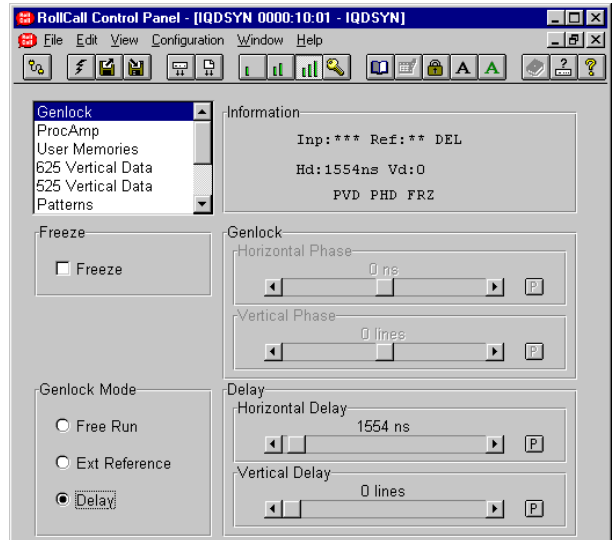 RollCall Control Panel - [IQDSYN 0000:10:01 - IQDSYN]
File Edit View Configuration Window Help
A A ? ?
Genlock
ProcAmp
User Memories
625 Vertical Data
525 Vertical Data
Patterns
Information
Inp:*** Ref:** DEL
Hd:1554ns Vd:0
PVD PHD FRZ
Freeze
Freeze
Genlock
Horizontal Phase
0 ns
P
Vertical Phase
0 lines
P
Genlock Mode
Free Run
Ext Reference
Delay
Delay
Horizontal Delay
1554 ns
P
Vertical Delay
0 lines
P